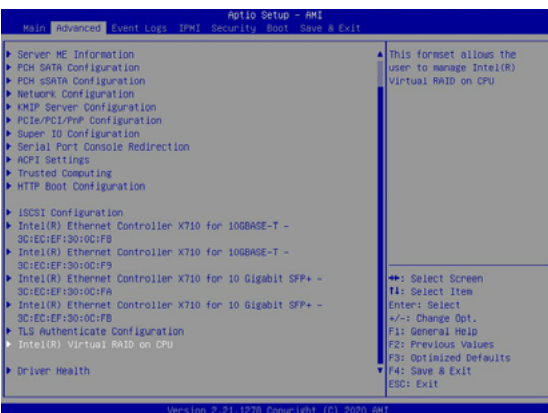 Aptio Setup - AMI
Main Advanced Event Logs IPMI Security Boot Save & Exit
Server ME Information
PCH SATA Configuration
PCH sSATA Configuration
Network Configuration
KMIP Server Configuration
PCIe/PCI/PnP Configuration
Super IO Configuration
Serial Port Console Redirection
ACPI Settings
Trusted Computing
HTTP Boot Configuration
iSCSI Configuration
Intel(R) Ethernet Controller X710 for 10GBASE-T -
3C:EC:EF:30:0C:F8
Intel(R) Ethernet Controller X710 for 10GBASE-T -
3C:EC:EF:30:0C:F9
Intel(R) Ethernet Controller X710 for 10 Gigabit SFP+ -
3C:EC:EF:30:0C:FA
Intel(R) Ethernet Controller X710 for 10 Gigabit SFP+ -
3C:EC:EF:30:0C:FB
TLS Authenticate Configuration
Intel(R) Virtual RAID on CPU
Driver Health
This formset allows the
user to manage Intel(R)
Virtual RAID on CPU
→←: Select Screen
↑↓: Select Item
Enter: Select
+/-: Change Opt.
F1: General Help
F2: Previous Values
F3: Optimized Defaults
F4: Save & Exit
ESC: Exit
Version 2.21.1278 Copyright (C) 2020 AMI